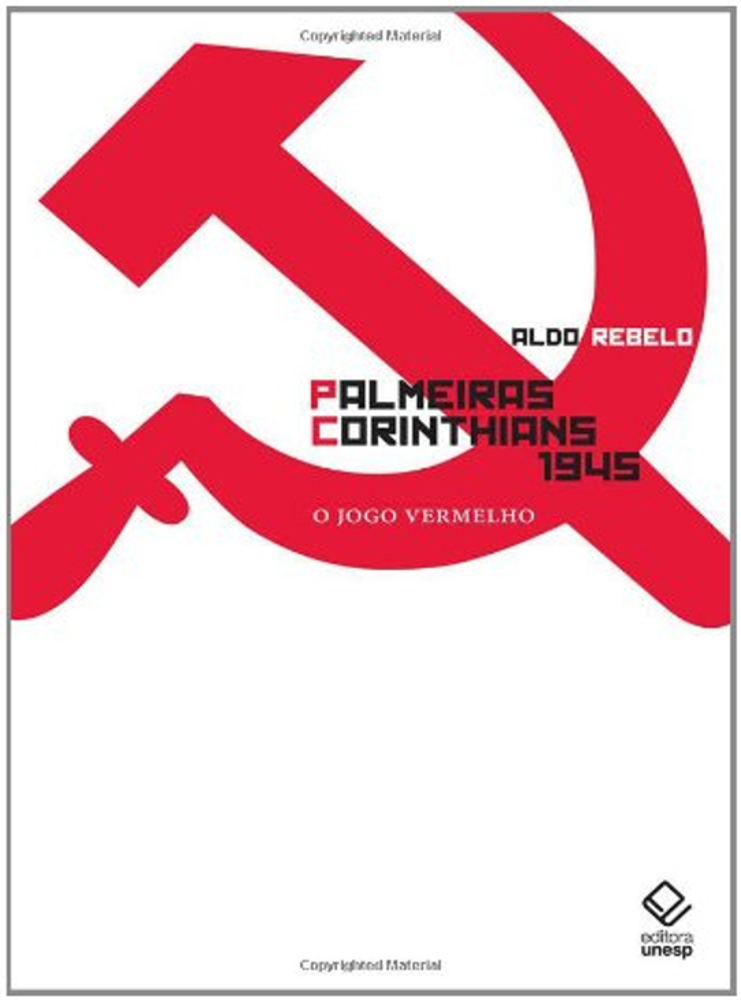 Copyrighted Material
ALDO REBELO
PALMEIRAS
CORINTHIANS
1945
O JOGO VERMELHO
editora
unesp
Copyrighted Material